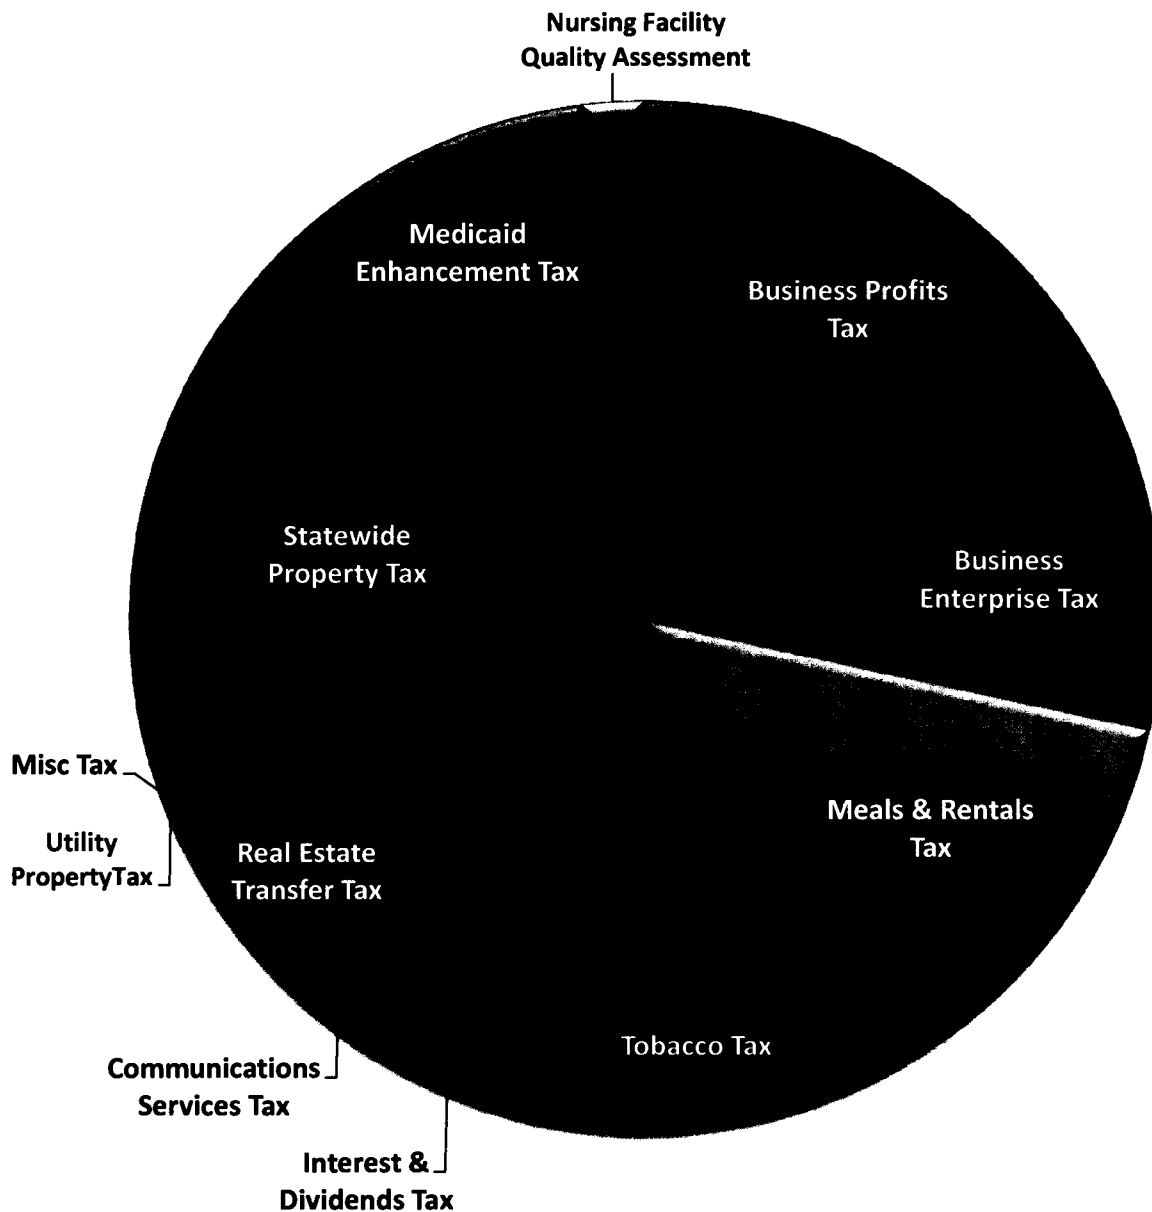 Nursing Facility
Quality Assessment
Medicaid
Enhancement Tax
Business Profits
Tax
Statewide
Property Tax
Business
Enterprise Tax
Misc Tax
Meals & Rentals
Tax
Utility
PropertyTax
Real Estate
Transfer Tax
Tobacco Tax
Communications
Services Tax
Interest &
Dividends Tax